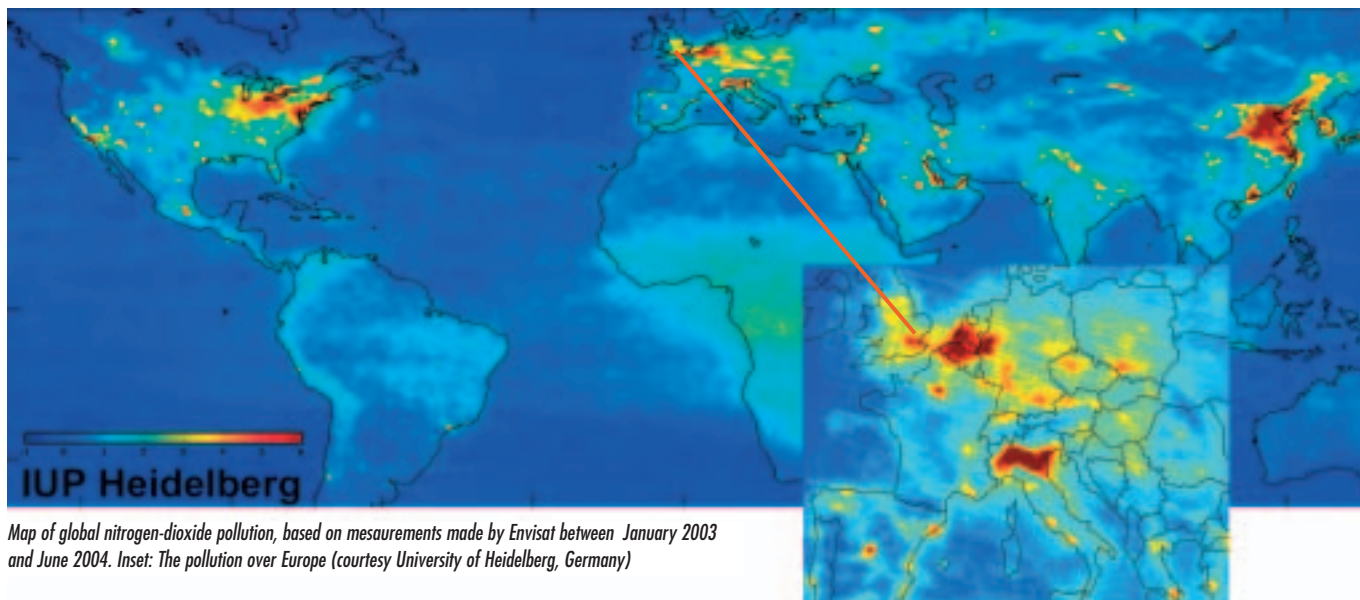 IUP Heidelberg
Map of global nitrogen-dioxide pollution, based on mesaurements made by Envisat between January 2003
and June 2004. Inset: The pollution over Europe (courtesy University of Heidelberg, Germany)